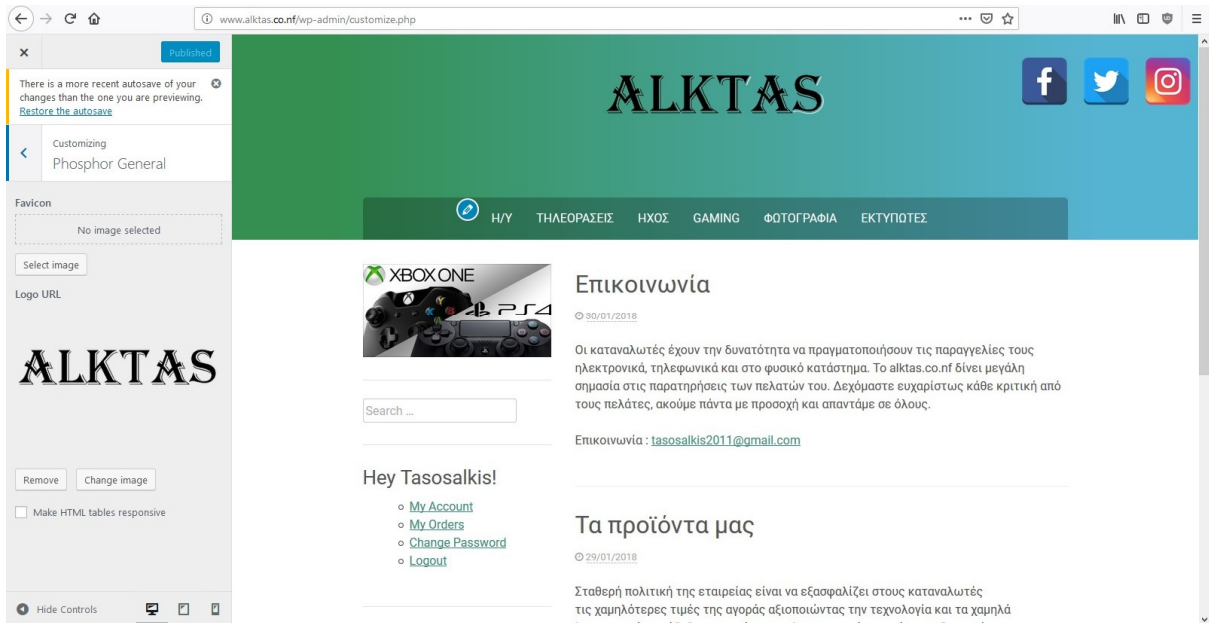 www.alktas.co.nf/wp-admin/customize.php
Published
There is a more recent autosave of your
changes than the one you are previewing.
Restore the autosave
Customizing
Phosphor General
Favicon
No image selected
Select image
Logo URL
ALKTAS
Remove
Change image
Make HTML tables responsive
Hide Controls
ALKTAS
Η/Υ ΤΗΛΕΟΡΑΣΕΙΣ ΗΧΟΣ GAMING ΦΩΤΟΓΡΑΦΙΑ ΕΚΤΥΠΩΤΕΣ
XBOX ONE
PS4
Search ...
Hey Tasosalkis!
My Account
My Orders
Change Password
Logout
Επικοινωνία
30/01/2018
Οι καταναλωτές έχουν την δυνατότητα να πραγματοποιήσουν τις παραγγελίες τους
ηλεκτρονικά, τηλεφωνικά και στο φυσικό κατάστημα. Το alktas.co.nf δίνει μεγάλη
σημασία στις παρατηρήσεις των πελατών του. Δεχόμαστε ευχαρίστως κάθε κριτική από
τους πελάτες, ακούμε πάντα με προσοχή και απαντάμε σε όλους.
Επικοινωνία : tasosalkis2011@gmail.com
Τα προϊόντα μας
29/01/2018
Σταθερή πολιτική της εταιρείας είναι να εξασφαλίζει στους καταναλωτές
τις χαμηλότερες τιμές της αγοράς αξιοποιώντας την τεχνολογία και τα χαμηλά